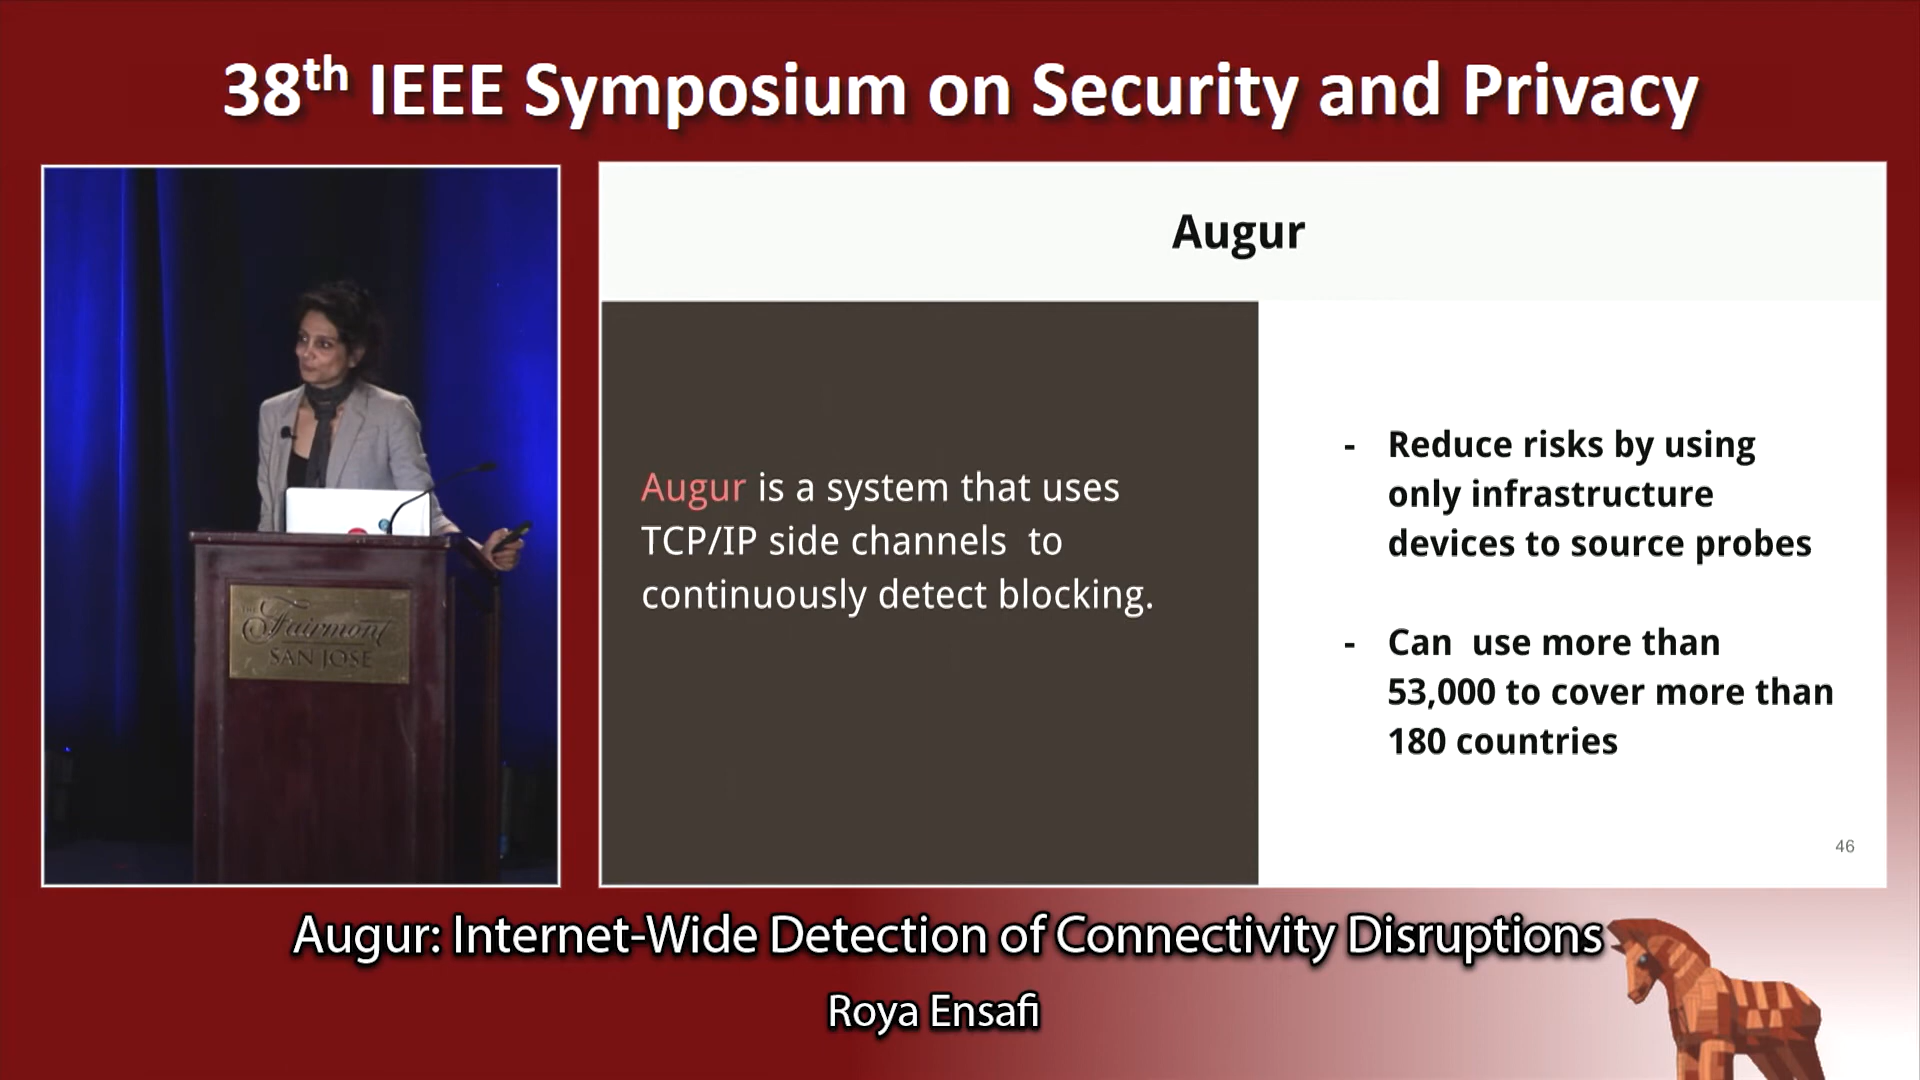 38th IEEE Symposium on Security and Privacy
Augur
Augur is a system that uses
TCP/IP side channels  to
continuously detect blocking.
- Reduce risks by using
only infrastructure
devices to source probes
- Can  use more than
53,000 to cover more than
180 countries
46
THE
Fairmont
SAN JOSE
Augur: Internet-Wide Detection of Connectivity Disruptions
Roya Ensafi